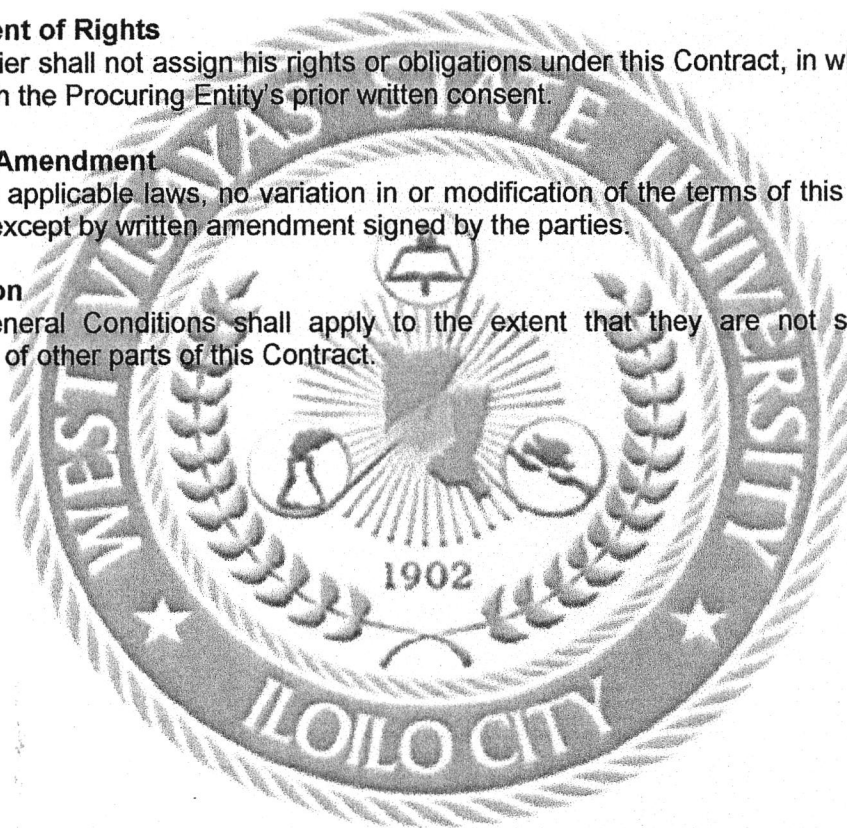 ent of Rights
ier shall not assign his rights or obligations under this Contract, in w
h the Procuring Entity's prior written consent.
Amendment
applicable laws, no variation in or modification of the terms of this
except by written amendment signed by the parties.
on
eneral Conditions shall apply to the extent that they are not s
of other parts of this Contract.
WEST VISAYAS STATE UNIVERSITY
1902
ILOILO CITY